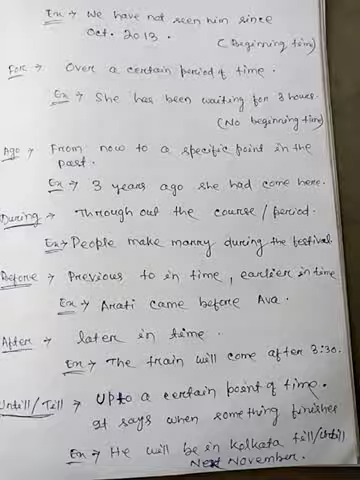 Ex → We have not seen him since
Oct. 2013.
(Beginning time)
For → Over a certain period of time.
Ex → She has been waiting for 3 hours.
(No beginning time)
Ago → From now to a specific point in the
past.
Ex → 3 years ago she had come here.
During → Through out the course/period.
Ex → People make marry during the festival
Before → Previous to in time, earlier in time
Ex → Arati came before Ava.
After → later in time.
Ex → The train will come after 3:30.
Untill/Till → Upto a certain point of time.
It says when something finishes
Ex → He will be in Kolkata till/Untill
Next November.